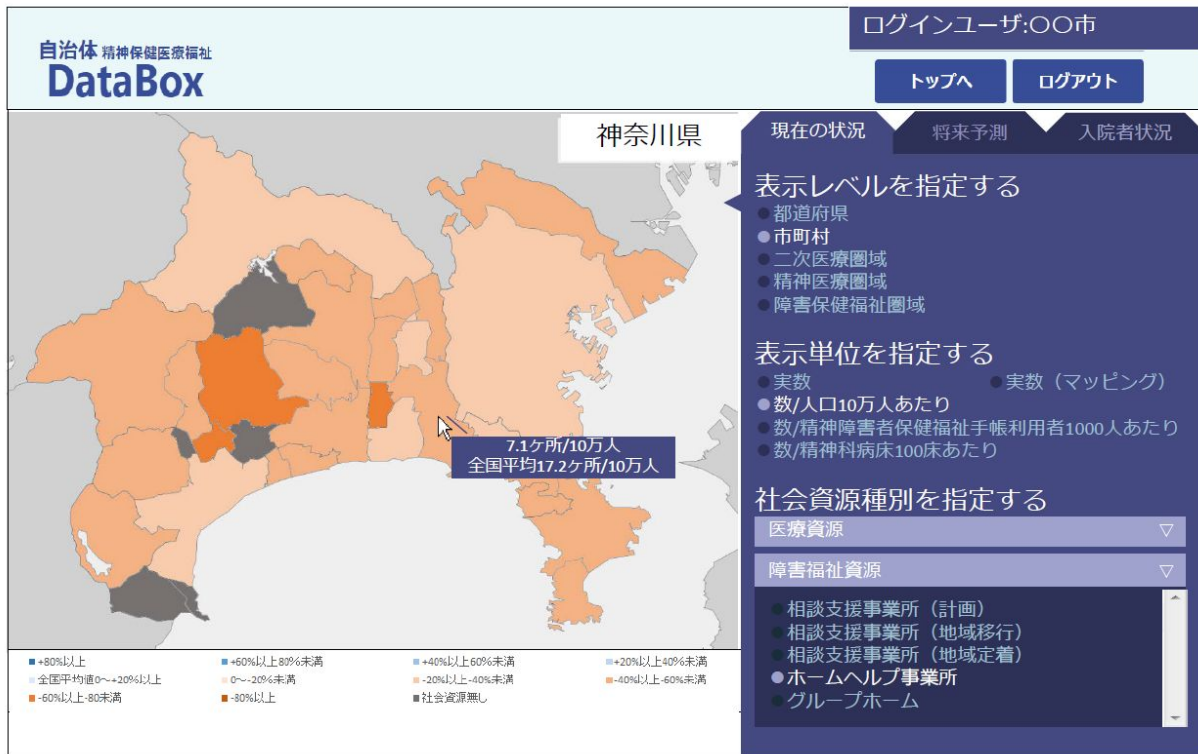 ログインユーザ:〇〇市
自治体 精神保健医療福祉
DataBox
トップへ
ログアウト
神奈川県
現在の状況
将来予測
入院者状況
表示レベルを指定する
都道府県
市町村
二次医療圏域
精神医療圏域
障害保健福祉圏域
表示単位を指定する
実数
実数（マッピング）
数/人口10万人あたり
数/精神障害者保健福祉手帳利用者1000人あたり
数/精神科病床100床あたり
7.1ケ所/10万人
全国平均17.2ケ所/10万人
社会資源種別を指定する
医療資源 ▽
障害福祉資源 ▽
相談支援事業所（計画）
相談支援事業所（地域移行）
相談支援事業所（地域定着）
ホームヘルプ事業所
グループホーム
+80%以上
+60%以上80%未満
+40%以上60%未満
+20%以上40%未満
全国平均値0〜+20%以上
0〜-20%未満
-20%以上-40%未満
-40%以上-60%未満
-60%以上-80未満
-80%以上
社会資源無し